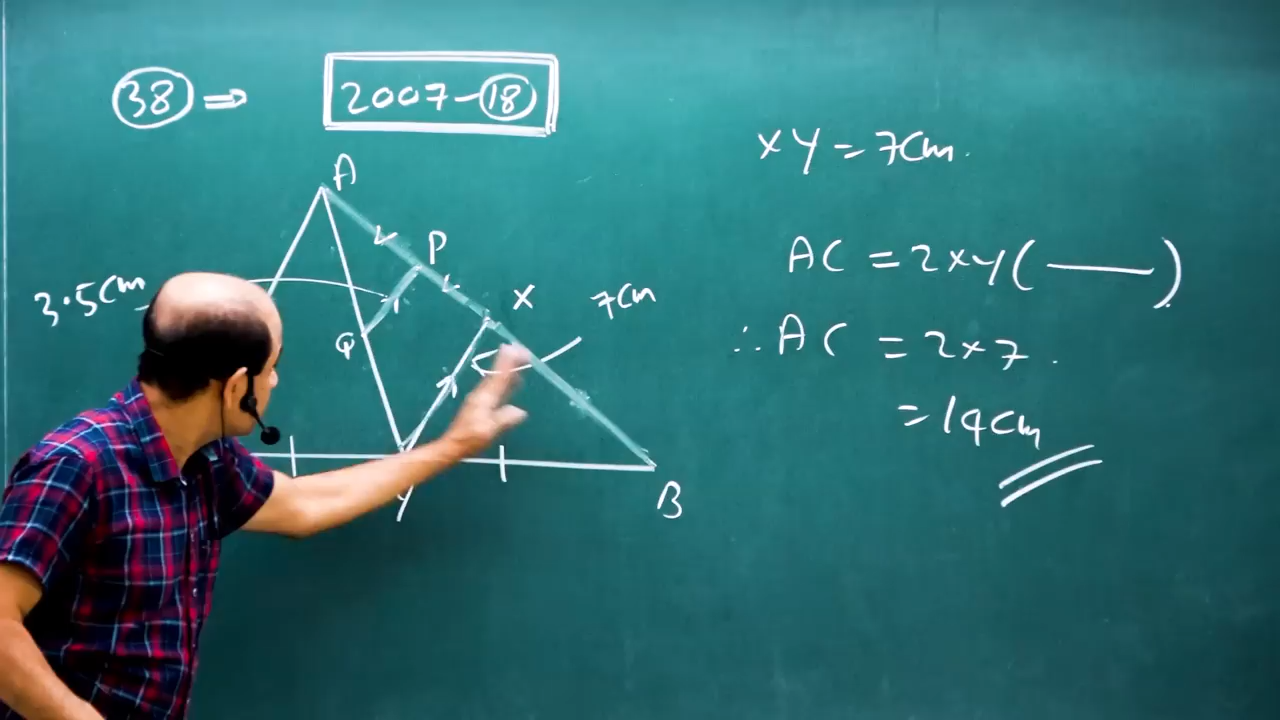 38 ⇒ 2007-18
A
P
3.5cm
X
7cm
Q
Y
B
XY = 7cm.
AC = 2XY( — )
∴ AC = 2×7.
= 14cm